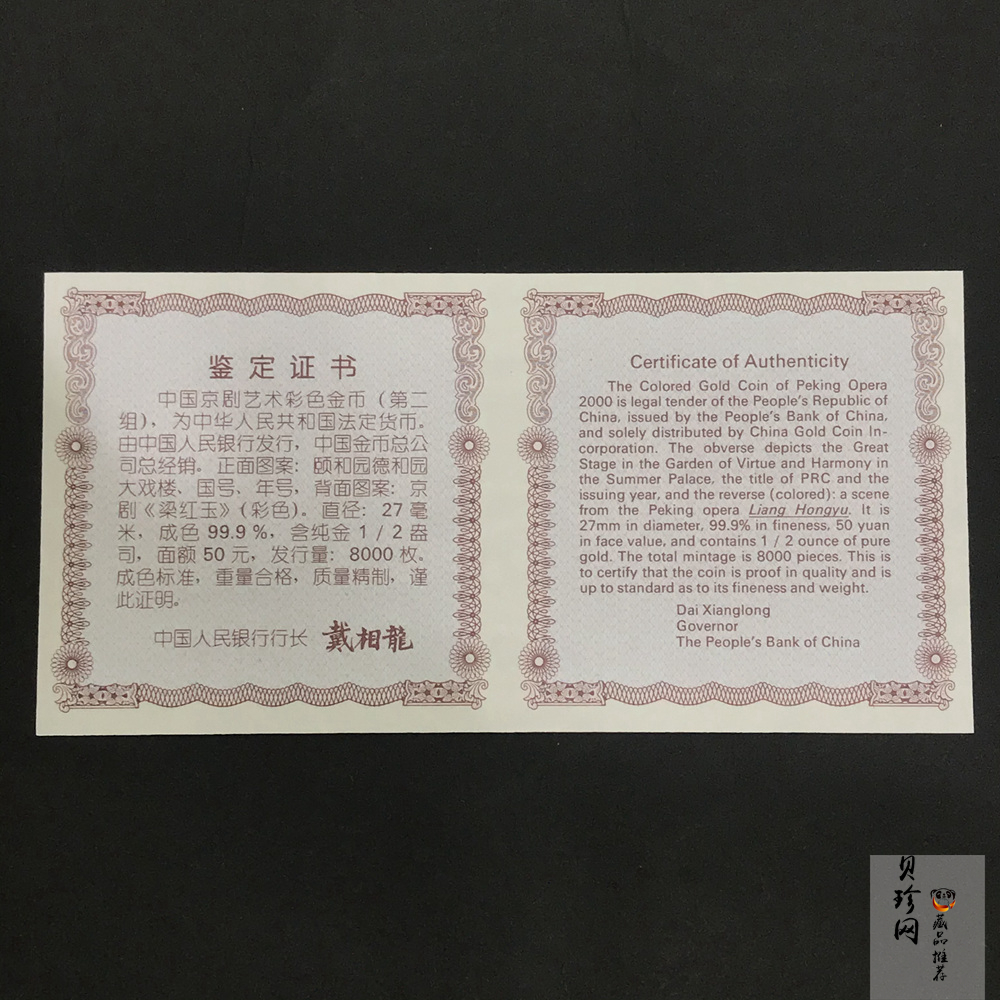 鉴定证书
中国京剧艺术彩色金币（第二
组），为中华人民共和国法定货币。
由中国人民银行发行，中国金币总公
司总经销。正面图案：颐和园德和园
大戏楼、国号、年号，背面图案：京
剧《梁红玉》（彩色）。直径：27毫
米，成色99.9%，含纯金1/2盎
司，面额50元，发行量：8000枚。
成色标准，重量合格，质量精制，谨
此证明。
中国人民银行行长 戴相龍
Certificate of Authenticity
The Colored Gold Coin of Peking Opera
2000 is legal tender of the People's Republic of
China, issued by the People's Bank of China,
and solely distributed by China Gold Coin In-
corporation. The obverse depicts the Great
Stage in the Garden of Virtue and Harmony in
the Summer Palace, the title of PRC and the
issuing year, and the reverse (colored): a scene
from the Peking opera Liang Hongyu. It is
27mm in diameter, 99.9% in fineness, 50 yuan
in face value, and contains 1 / 2 ounce of pure
gold. The total mintage is 8000 pieces. This is
to certify that the coin is proof in quality and is
up to standard as to its fineness and weight.
Dai Xianglong
Governor
The People's Bank of China
贝珍网
藏品推荐